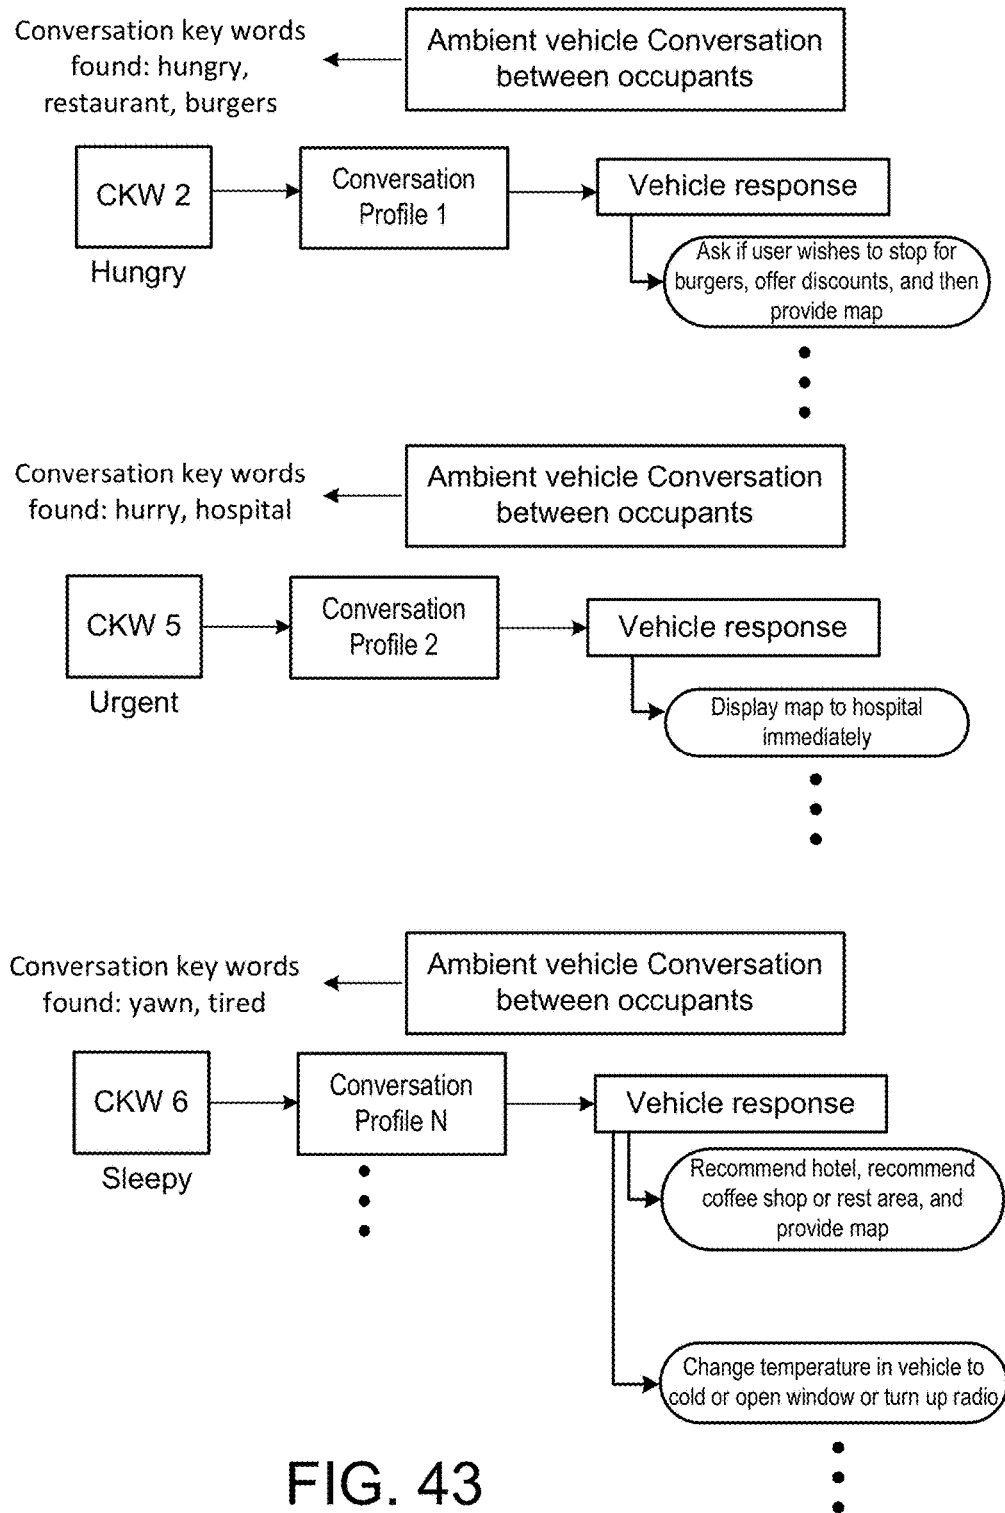 Conversation key words
found: hungry,
restaurant, burgers
Ambient vehicle Conversation
between occupants
CKW 2
Hungry
Conversation
Profile 1
Vehicle response
Ask if user wishes to stop for
burgers, offer discounts, and then
provide map
Conversation key words
found: hurry, hospital
Ambient vehicle Conversation
between occupants
CKW 5
Urgent
Conversation
Profile 2
Vehicle response
Display map to hospital
immediately
Conversation key words
found: yawn, tired
Ambient vehicle Conversation
between occupants
CKW 6
Sleepy
Conversation
Profile N
Vehicle response
Recommend hotel, recommend
coffee shop or rest area, and
provide map
Change temperature in vehicle to
cold or open window or turn up radio
FIG. 43